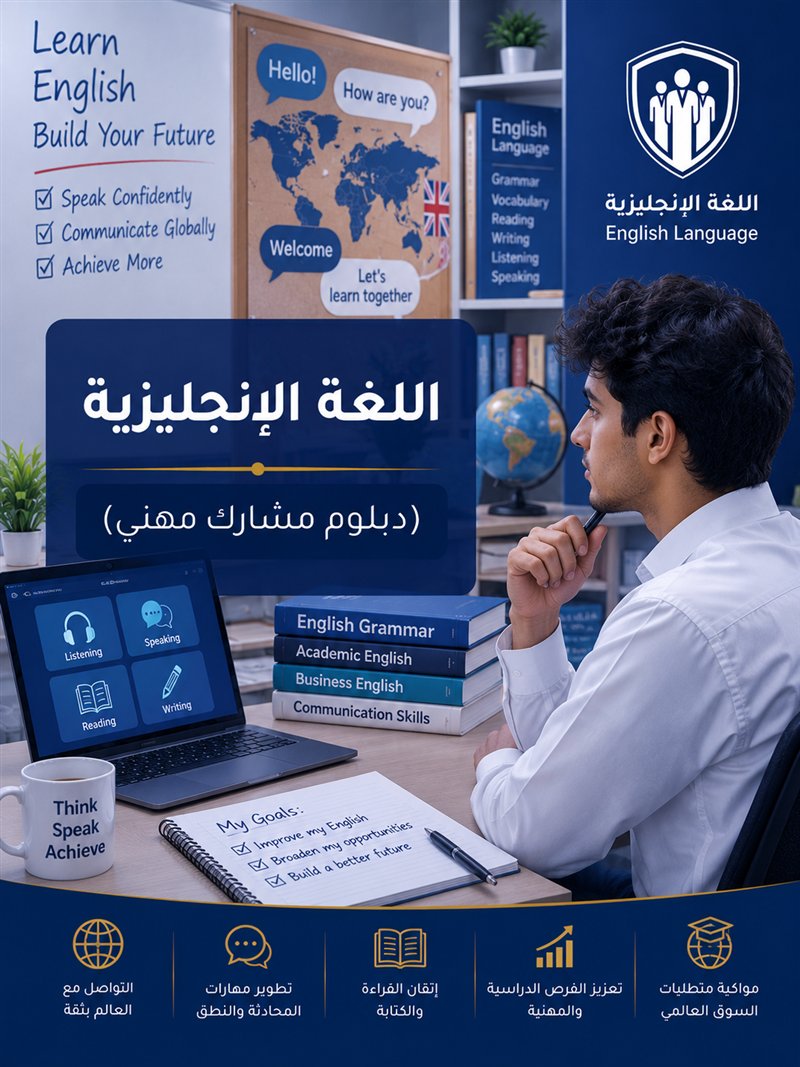 Learn
English
Build Your Future
Speak Confidently
Communicate Globally
Achieve More
Hello!
How are you?
Welcome
Let's
learn together
English
Language
Grammar
Vocabulary
Reading
Writing
Listening
Speaking
اللغة الإنجليزية
English Language
اللغة الإنجليزية
(دبلوم مشارك مهني)
Listening
Speaking
Reading
Writing
English Grammar
Academic English
Business English
Communication Skills
Think
Speak
Achieve
My Goals:
Improve my English
Broaden my opportunities
Build a better future
مواكبة متطلبات
السوق العالمي
تعزيز الفرص الدراسية
والمهنية
إتقان القراءة
والكتابة
تطوير مهارات
المحادثة والنطق
التواصل مع
العالم بثقة